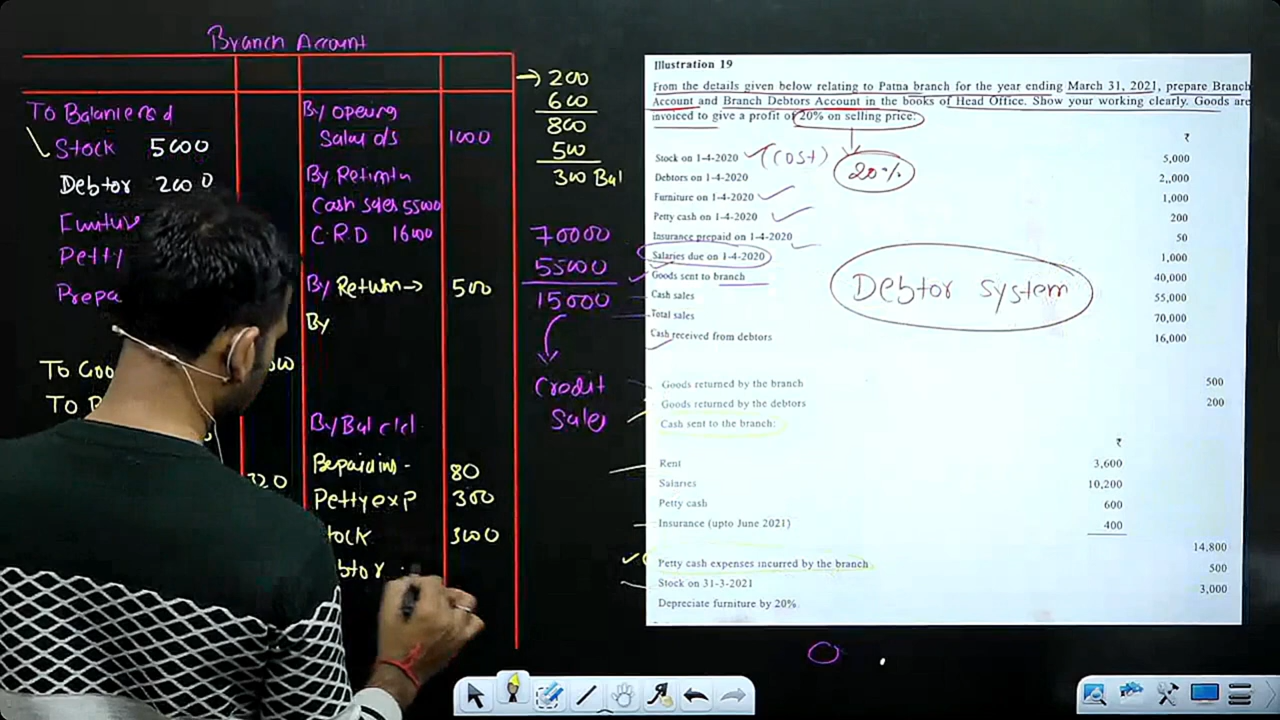 Branch Account
To Balance b d
Stock 5000
Debtor 2000
Petty
Prepa
To Goo
By opening
Salar o/s 1000
Cash sales 55000
C.R.D 16000
By Return → 500
By
By Bal c/d
80
Petty exp 300
tock 3000
btor
320
→ 200
600
800
500
300 Bal
70000
55000
15000
Credit
Sales
Illustration 19
From the details given below relating to Patna branch for the year ending March 31, 2021, prepare Branch
Account and Branch Debtors Account in the books of Head Office. Show your working clearly. Goods are
invoiced to give a profit of 20% on selling price:
₹
Stock on 1-4-2020 (COST) 5,000
20%
Debtors on 1-4-2020 2,,000
Furniture on 1-4-2020 1,000
Petty cash on 1-4-2020 200
Insurance prepaid on 1-4-2020 50
Salaries due on 1-4-2020 1,000
Goods sent to branch 40,000
Debtor system
Cash sales 55,000
Total sales 70,000
Cash received from debtors 16,000
Goods returned by the branch 500
Goods returned by the debtors 200
Cash sent to the branch:
₹
Rent 3,600
Salaries 10,200
Petty cash 600
Insurance (upto June 2021) 400
14,800
Petty cash expenses incurred by the branch 500
Stock on 31-3-2021 3,000
Depreciate furniture by 20%.